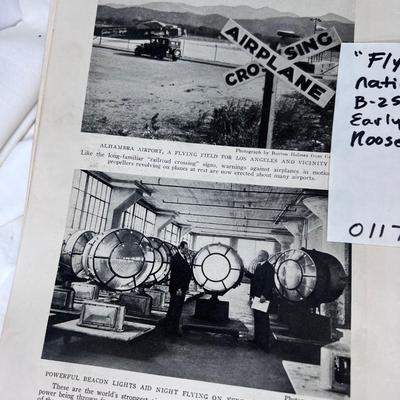 AIRPLANE
CROSSING
Photograph by Burton Holmes from
ALHAMBRA AIRPORT, A FLYING FIELD FOR LOS ANGELES AND VICINITY
Like the long-familiar "railroad crossing" signs, warnings against airplanes in motion
propellers revolving on planes at rest are now erected about many airports.
"Fly
Nati
B-25
Early
Roose
0117
Photograph
POWERFUL BEACON LIGHTS AID NIGHT FLYING ON
These are the world's strongest
power being thrown